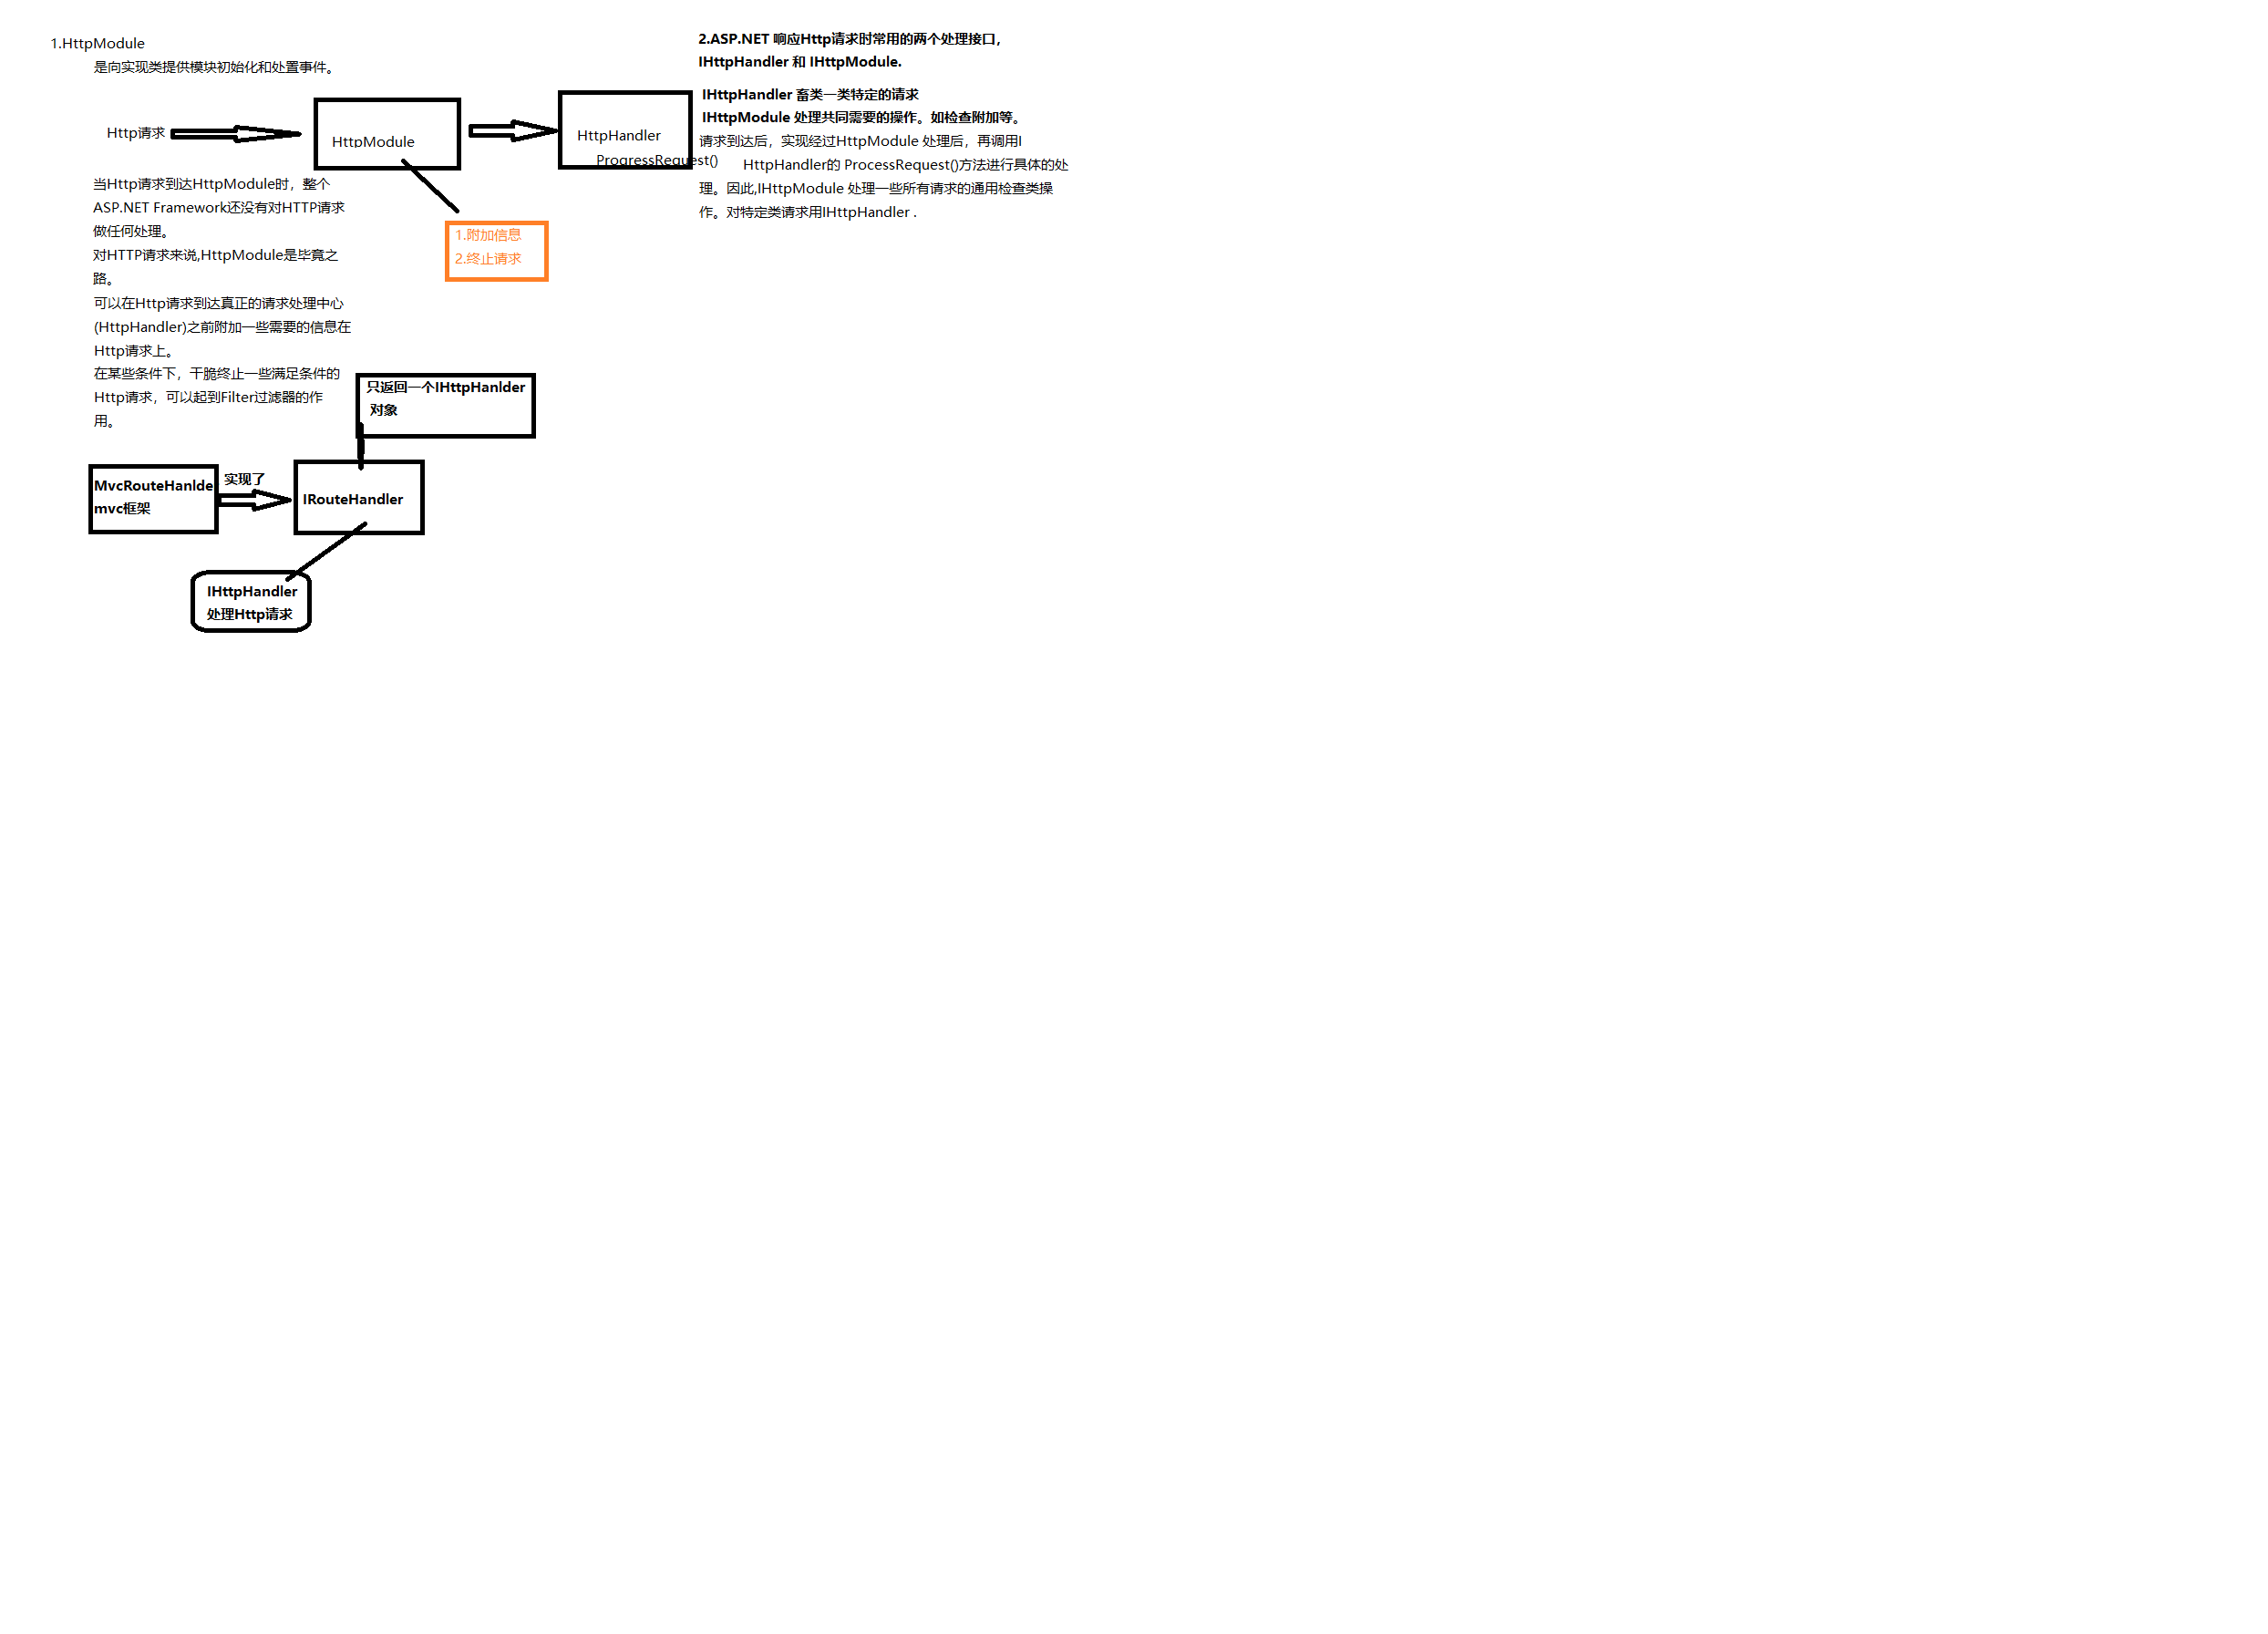 1.HttpModule
是向实现类提供模块初始化和处置事件。
Http请求
HttpModule
HttpHandler
ProgressRequest()
1.附加信息
2.终止请求
当Http请求到达HttpModule时，整个
ASP.NET Framework还没有对HTTP请求
做任何处理。
对HTTP请求来说,HttpModule是毕竟之
路。
可以在Http请求到达真正的请求处理中心
(HttpHandler)之前附加一些需要的信息在
Http请求上。
在某些条件下，干脆终止一些满足条件的
Http请求，可以起到Filter过滤器的作
用。
只返回一个IHttpHanlder
对象
MvcRouteHanlde
mvc框架
实现了
IRouteHandler
IHttpHandler
处理Http请求
2.ASP.NET 响应Http请求时常用的两个处理接口，
IHttpHandler 和 IHttpModule.
IHttpHandler 畜类一类特定的请求
IHttpModule 处理共同需要的操作。如检查附加等。
请求到达后，实现经过HttpModule 处理后，再调用I
HttpHandler的 ProcessRequest()方法进行具体的处
理。因此,IHttpModule 处理一些所有请求的通用检查类操
作。对特定类请求用IHttpHandler .